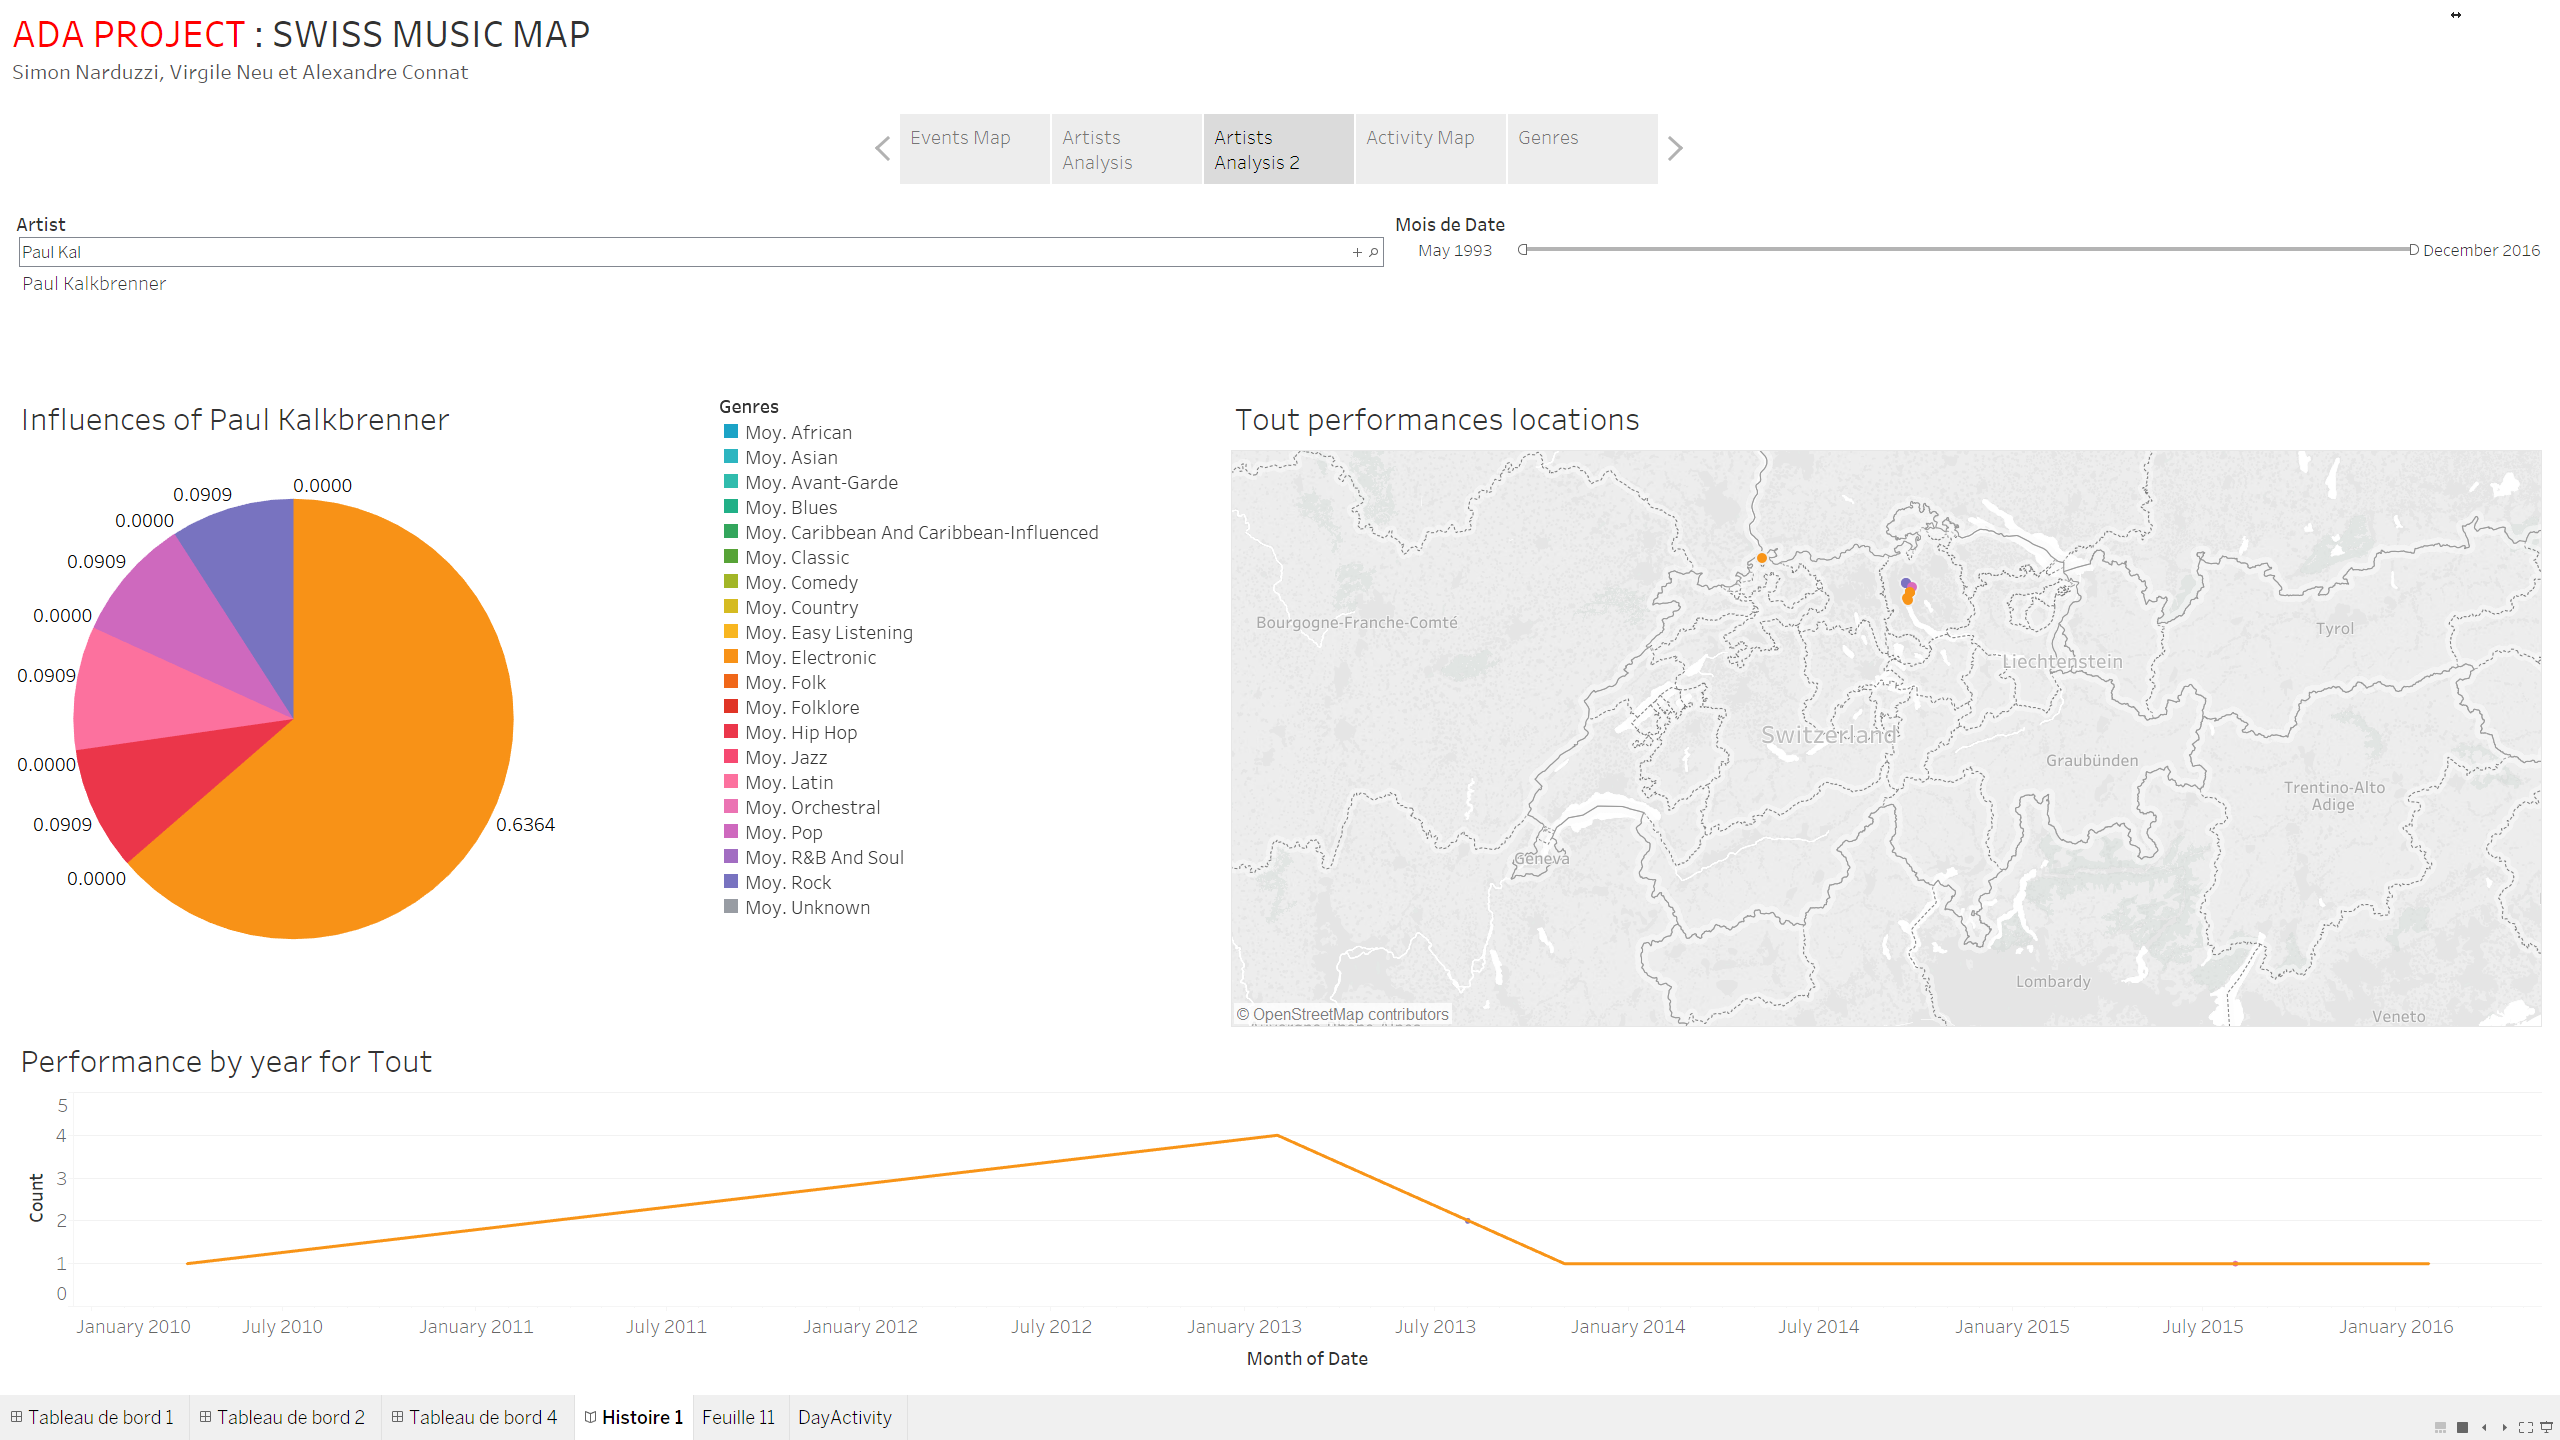 ADA PROJECT : SWISS MUSIC MAP
Simon Narduzzi, Virgile Neu et Alexandre Connat
Events Map
Artists
Analysis
Artists
Analysis 2
Activity Map
Genres
Artist
Paul Kal
Paul Kalkbrenner
Mois de Date
May 1993
December 2016
Influences of Paul Kalkbrenner
0.0000
0.0909
0.0000
0.0909
0.0000
0.0909
0.0000
0.0909
0.0000
0.6364
Genres
Moy. African
Moy. Asian
Moy. Avant-Garde
Moy. Blues
Moy. Caribbean And Caribbean-Influenced
Moy. Classic
Moy. Comedy
Moy. Country
Moy. Easy Listening
Moy. Electronic
Moy. Folk
Moy. Folklore
Moy. Hip Hop
Moy. Jazz
Moy. Latin
Moy. Orchestral
Moy. Pop
Moy. R&B And Soul
Moy. Rock
Moy. Unknown
Tout performances locations
Bourgogne-Franche-Comté
Tyrol
Liechtenstein
Switzerland
Graubünden
Trentino-Alto
Adige
Geneva
Lombardy
Veneto
© OpenStreetMap contributors
Performance by year for Tout
Count
5
4
3
2
1
0
January 2010
July 2010
January 2011
July 2011
January 2012
July 2012
January 2013
July 2013
January 2014
July 2014
January 2015
July 2015
January 2016
Month of Date
Tableau de bord 1
Tableau de bord 2
Tableau de bord 4
Histoire 1
Feuille 11
DayActivity